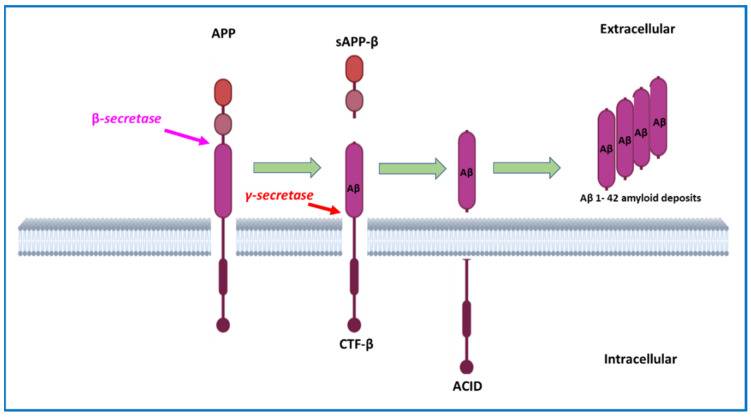 APP
sAPP-β
Extracellular
β-secretase
Aβ
Aβ
Aβ
Aβ
Aβ
Aβ
γ-secretase
Aβ 1- 42 amyloid deposits
CTF-β
ACID
Intracellular